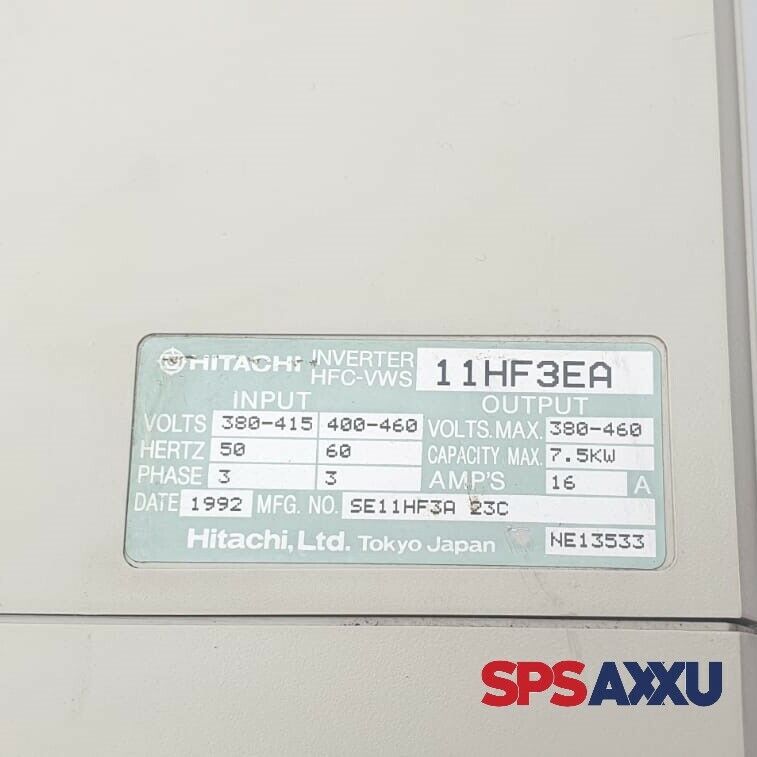 HITACHI INVERTER HFC-VWS 11HF3EA
INPUT OUTPUT
VOLTS 380-415 400-460 VOLTS.MAX. 380-460
HERTZ 50 60 CAPACITY MAX. 7.5KW
PHASE 3 3 AMP'S 16 A
DATE 1992 MFG. NO. SE11HF3A 23C
Hitachi, Ltd. Tokyo Japan NE13533
SPSAXXU